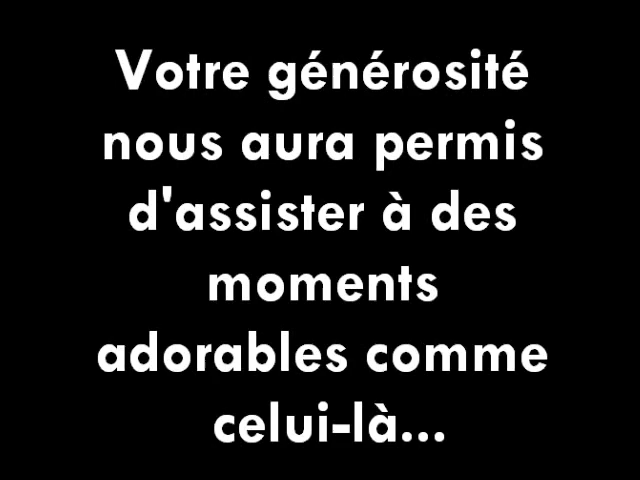 Votre générosité
nous aura permis
d'assister à des
moments
adorables comme
celui-là...